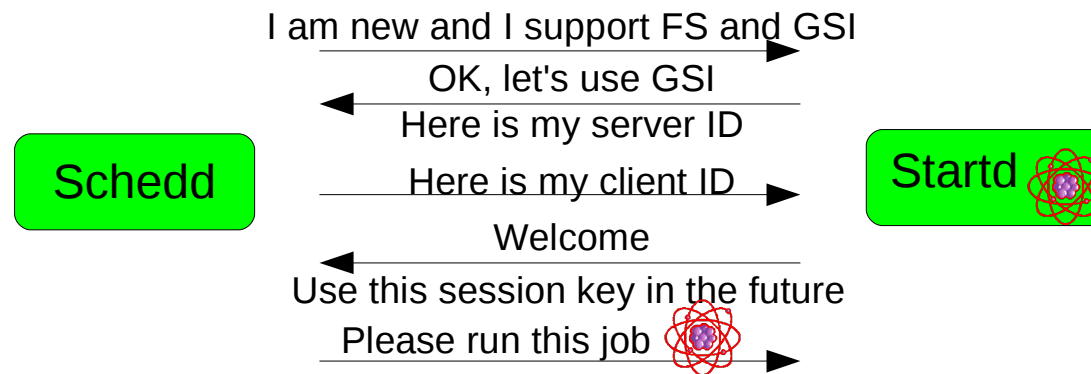 I am new and I support FS and GSI
OK, let's use GSI
Here is my server ID
Schedd
Here is my client ID
Startd
Welcome
Use this session key in the future
Please run this job